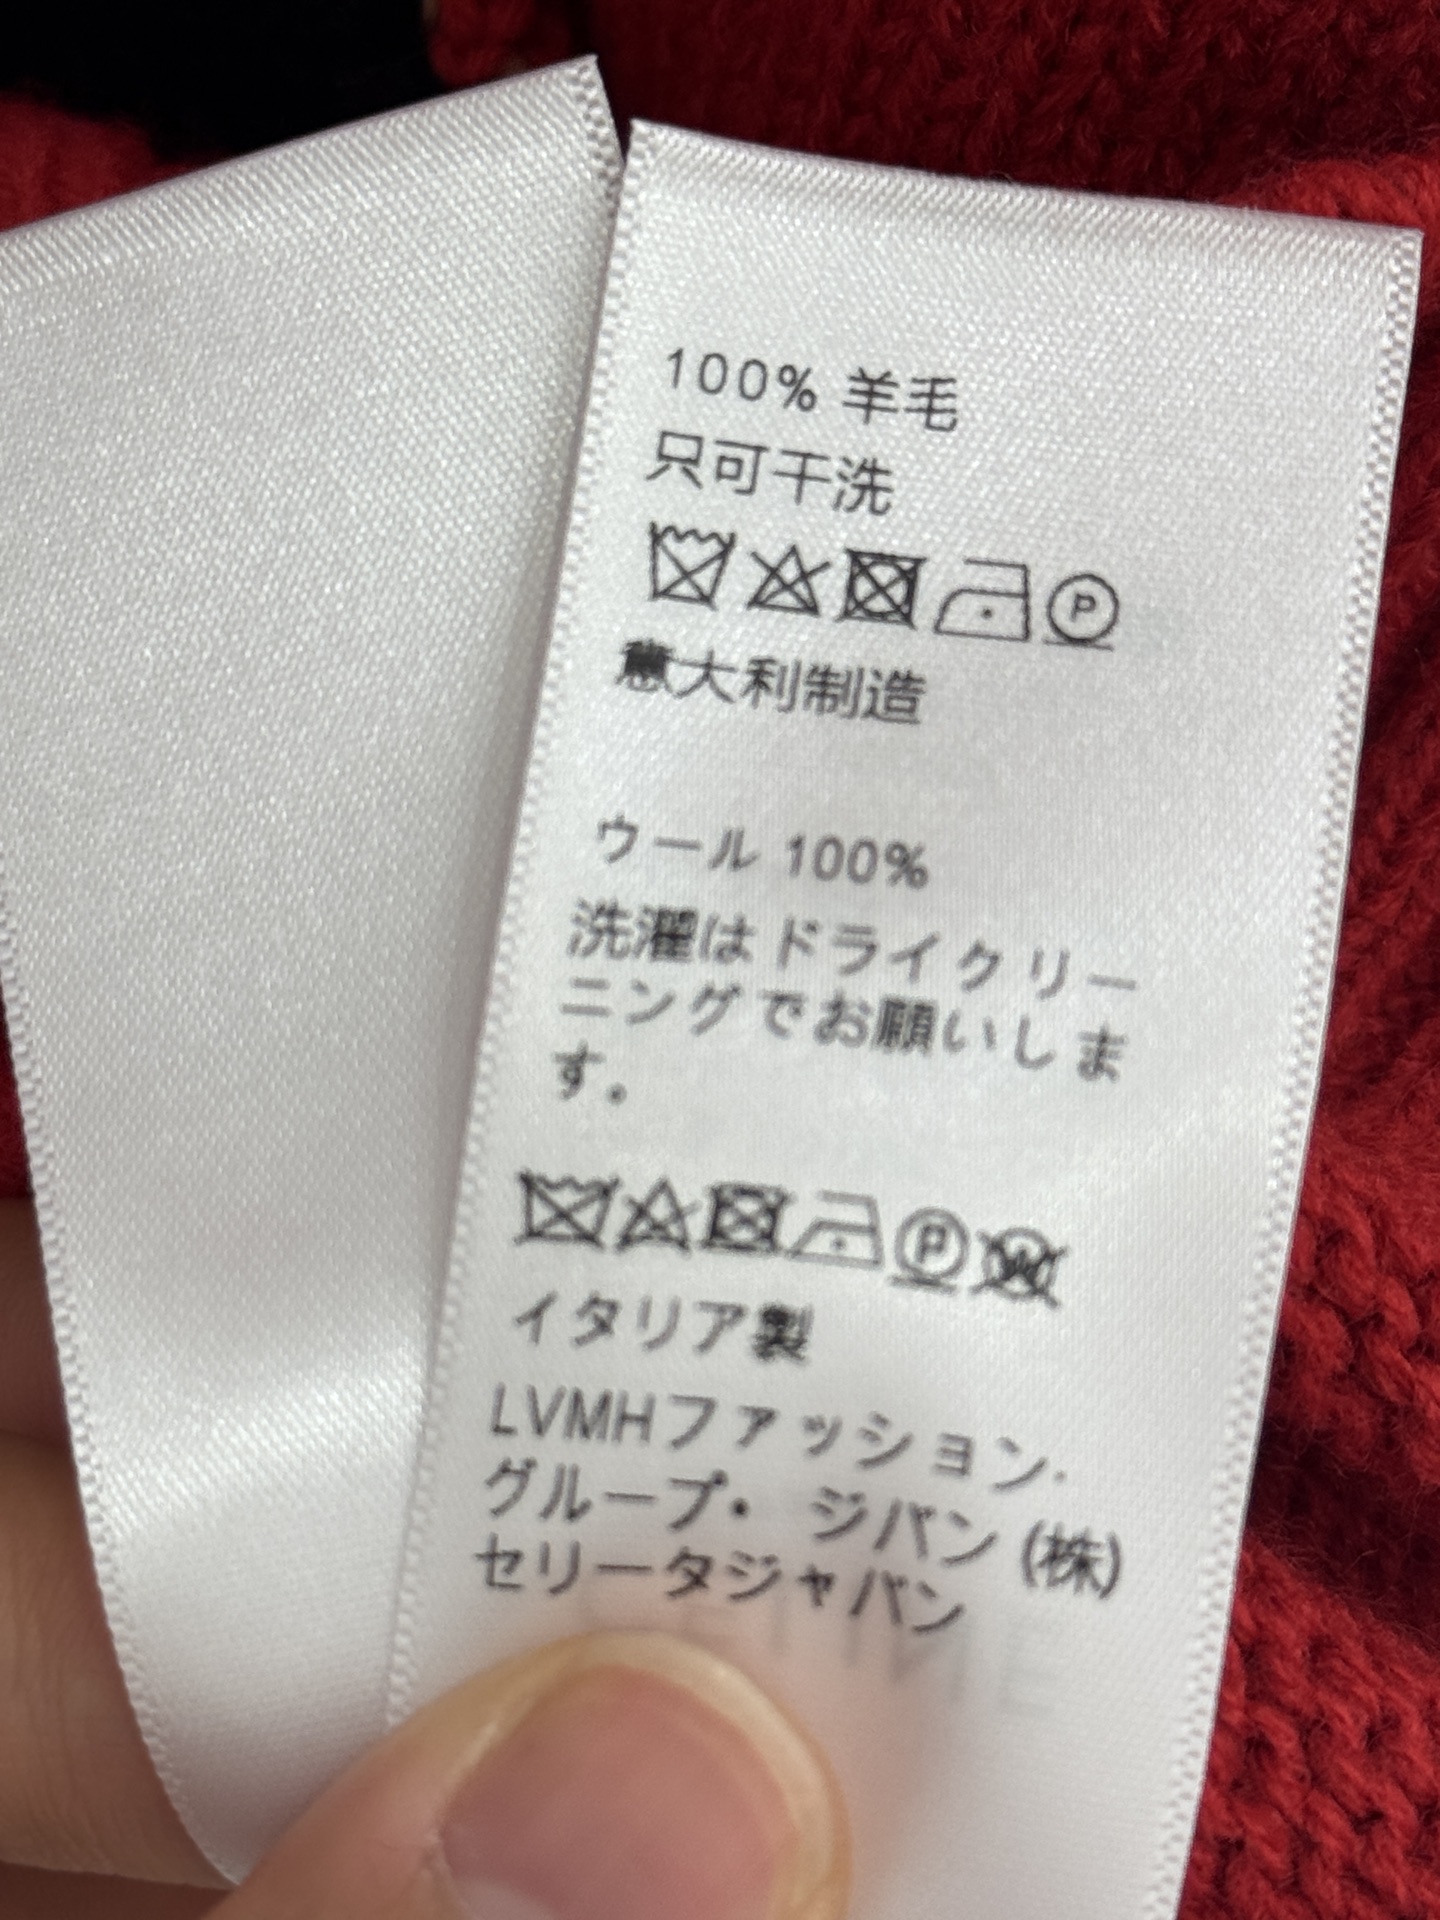 100% 羊毛
只可干洗
P
意大利制造
ウール 100%
洗濯はドライクリー
ニングでお願いしま
す。
P W
イタリア製
LVMHファッション・
グループ・ ジバン (株)
セリータジャパン